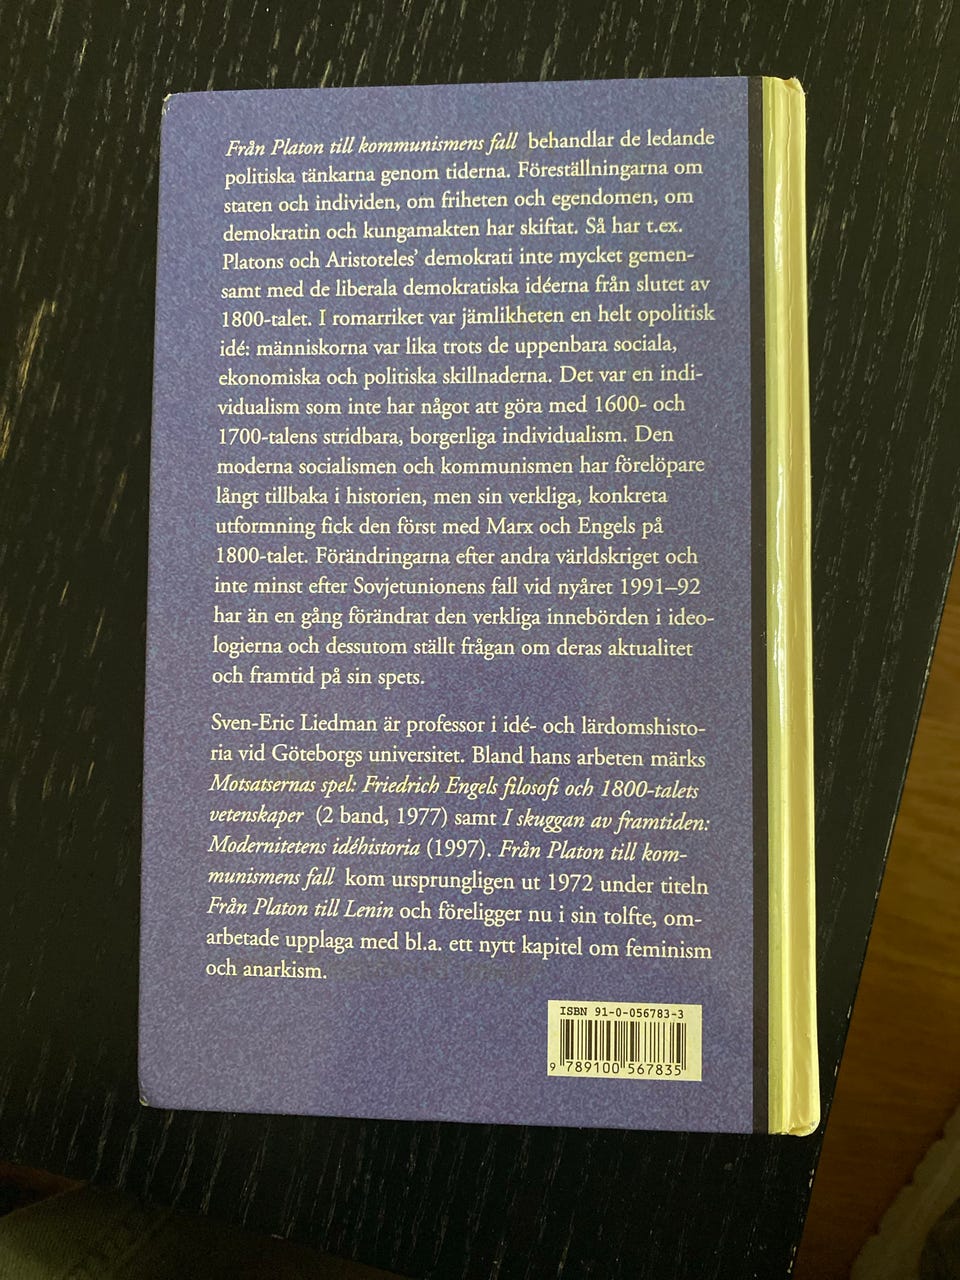 Från Platon till kommunismens fall behandlar de ledande
politiska tänkarna genom tiderna. Föreställningarna om
staten och individen, om friheten och egendomen, om
demokratin och kungamakten har skiftat. Så har t.ex.
Platons och Aristoteles’ demokrati inte mycket gemen-
samt med de liberala demokratiska idéerna från slutet av
1800-talet. I romarriket var jämlikheten en helt opolitisk
idé: människorna var lika trots de uppenbara sociala,
ekonomiska och politiska skillnaderna. Det var en indi-
vidualism som inte har något att göra med 1600- och
1700-talens stridbara, borgerliga individualism. Den
moderna socialismen och kommunismen har förelöpare
långt tillbaka i historien, men sin verkliga, konkreta
utformning fick den först med Marx och Engels på
1800-talet. Förändringarna efter andra världskriget och
inte minst efter Sovjetunionens fall vid nyåret 1991–92
har än en gång förändrat den verkliga innebörden i ideo-
logierna och dessutom ställt frågan om deras aktualitet
och framtid på sin spets.
Sven-Eric Liedman är professor i idé- och lärdomshisto-
ria vid Göteborgs universitet. Bland hans arbeten märks
Motsatsernas spel: Friedrich Engels filosofi och 1800-talets
vetenskaper (2 band, 1977) samt I skuggan av framtiden:
Modernitetens idéhistoria (1997). Från Platon till kom-
munismens fall kom ursprungligen ut 1972 under titeln
Från Platon till Lenin och föreligger nu i sin tolfte, om-
arbetade upplaga med bl.a. ett nytt kapitel om feminism
och anarkism.
ISBN 91-0-056783-3
9 789100 567835